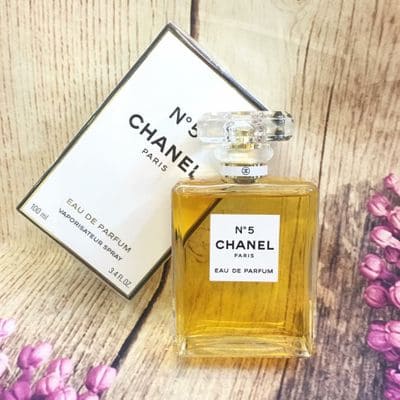 N°5
CHANEL
PARIS
EAU DE PARFUM
VAPORISATEUR SPRAY
100 ml
3.4 FL.OZ.
N°5
CHANEL
PARIS
EAU DE PARFUM